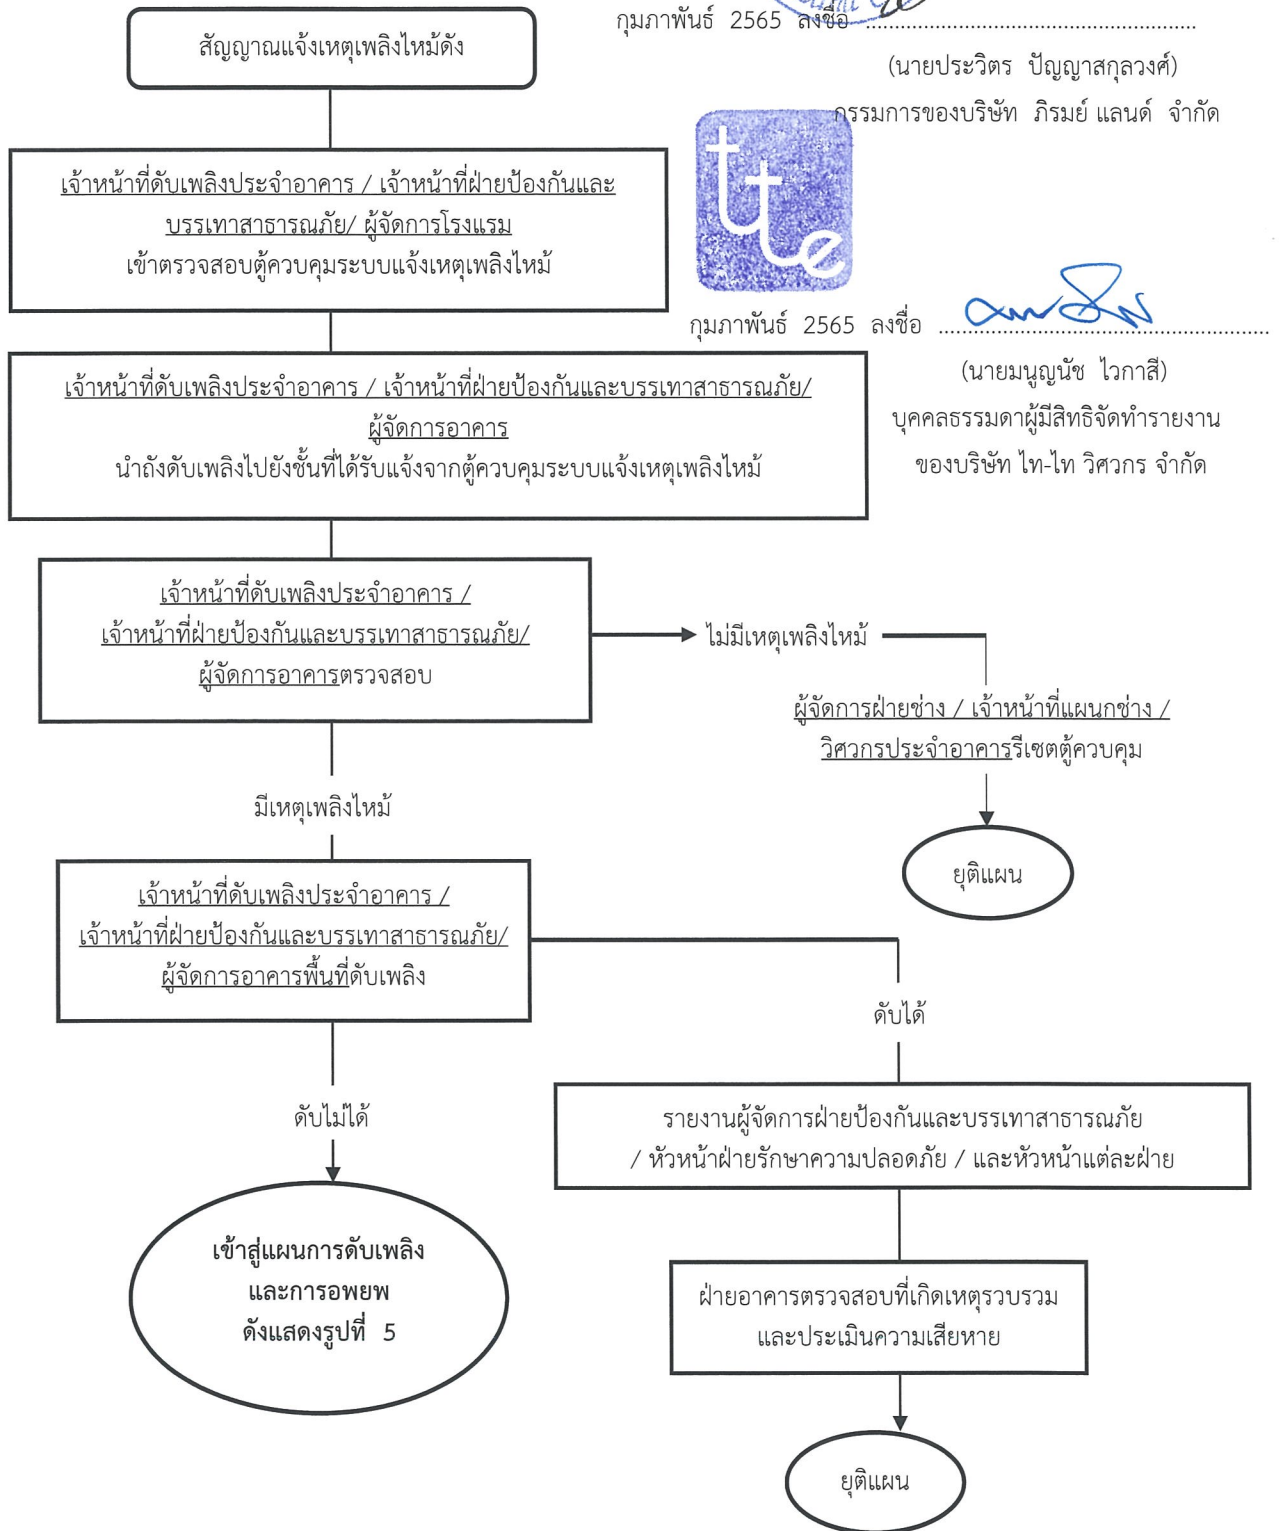 กุมภาพันธ์ 2565 ลงชื่อ
สัญญาณแจ้งเหตุเพลิงไหม้ดัง
(นายประวิตร ปัญญาสกุลวงศ์)
กรรมการของบริษัท ภิรมย์ แลนด์ จำกัด
tte
เจ้าหน้าที่ดับเพลิงประจำอาคาร / เจ้าหน้าที่ฝ่ายป้องกันและ
บรรเทาสาธารณภัย/ ผู้จัดการโรงแรม
เข้าตรวจสอบตู้ควบคุมระบบแจ้งเหตุเพลิงไหม้
กุมภาพันธ์ 2565 ลงชื่อ
(นายมนูญนัช ไวกาสี)
บุคคลธรรมดาผู้มีสิทธิจัดทำรายงาน
ของบริษัท ไท-ไท วิศวกร จำกัด
เจ้าหน้าที่ดับเพลิงประจำอาคาร / เจ้าหน้าที่ฝ่ายป้องกันและบรรเทาสาธารณภัย/
ผู้จัดการอาคาร
นำถังดับเพลิงไปยังชั้นที่ได้รับแจ้งจากตู้ควบคุมระบบแจ้งเหตุเพลิงไหม้
เจ้าหน้าที่ดับเพลิงประจำอาคาร /
เจ้าหน้าที่ฝ่ายป้องกันและบรรเทาสาธารณภัย/
ผู้จัดการอาคารตรวจสอบ
ไม่มีเหตุเพลิงไหม้
ผู้จัดการฝ่ายช่าง / เจ้าหน้าที่แผนกช่าง /
วิศวกรประจำอาคารรีเซตตู้ควบคุม
ยุติแผน
มีเหตุเพลิงไหม้
เจ้าหน้าที่ดับเพลิงประจำอาคาร /
เจ้าหน้าที่ฝ่ายป้องกันและบรรเทาสาธารณภัย/
ผู้จัดการอาคารพื้นที่ดับเพลิง
ดับได้
รายงานผู้จัดการฝ่ายป้องกันและบรรเทาสาธารณภัย
/ หัวหน้าฝ่ายรักษาความปลอดภัย / และหัวหน้าแต่ละฝ่าย
ดับไม่ได้
เข้าสู่แผนการดับเพลิง
และการอพยพ
ดังแสดงรูปที่ 5
ฝ่ายอาคารตรวจสอบที่เกิดเหตุรวบรวม
และประเมินความเสียหาย
ยุติแผน